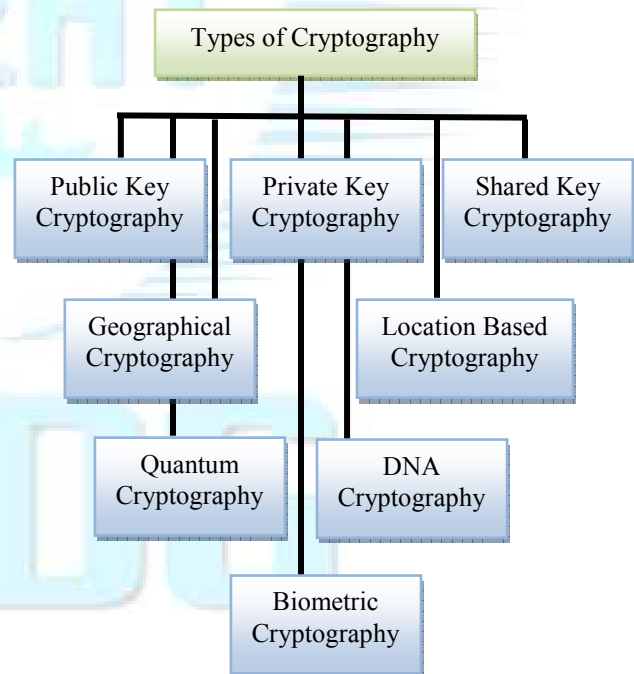 Types of Cryptography
Public Key
Cryptography
Private Key
Cryptography
Shared Key
Cryptography
Geographical
Cryptography
Location Based
Cryptography
Quantum
Cryptography
DNA
Cryptography
Biometric
Cryptography